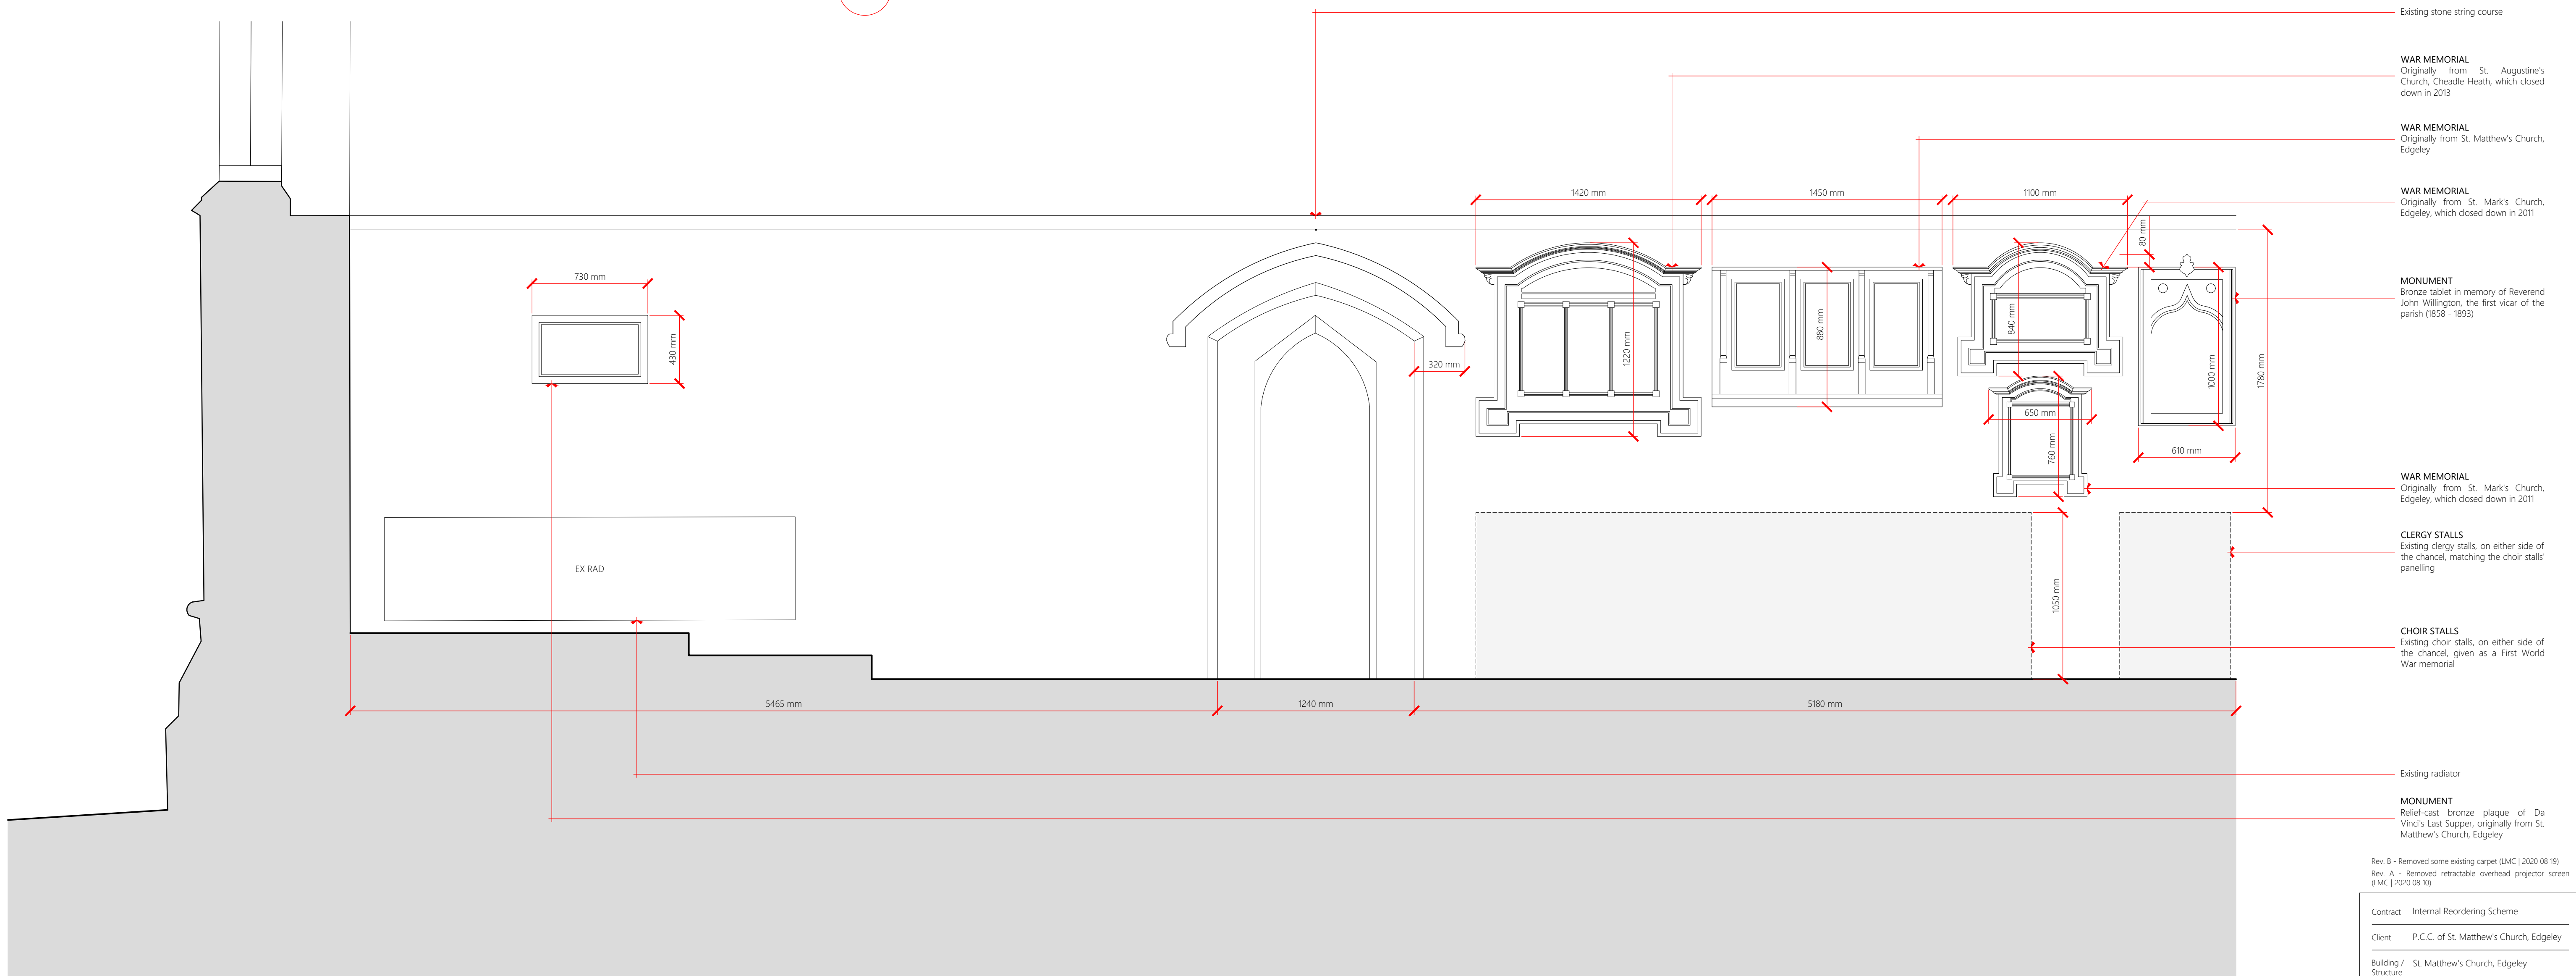 Existing stone string course
WAR MEMORIAL
Originally from St. Augustine's
Church, Cheadle Heath, which closed
down in 2013
WAR MEMORIAL
Originally from St. Matthew's Church,
Edgeley
WAR MEMORIAL
Originally from St. Mark's Church,
Edgeley, which closed down in 2011
MONUMENT
Bronze tablet in memory of Reverend
John Willington, the first vicar of the
parish (1858 - 1893)
WAR MEMORIAL
Originally from St. Mark's Church,
Edgeley, which closed down in 2011
CLERGY STALLS
Existing clergy stalls, on either side of
the chancel, matching the choir stalls'
panelling
CHOIR STALLS
Existing choir stalls, on either side of
the chancel, given as a First World
War memorial
Existing radiator
MONUMENT
Relief-cast bronze plaque of Da
Vinci's Last Supper, originally from St.
Matthew's Church, Edgeley
1420 mm
1450 mm
1100 mm
80 mm
730 mm
430 mm
320 mm
1220 mm
880 mm
840 mm
1000 mm
1780 mm
650 mm
760 mm
610 mm
EX RAD
1050 mm
5465 mm
1240 mm
5180 mm
Rev. B - Removed some existing carpet (LMC | 2020 08 19)
Rev. A - Removed retractable overhead projector screen
(LMC | 2020 08 10)
Contract Internal Reordering Scheme
Client P.C.C. of St. Matthew's Church, Edgeley
Building / St. Matthew's Church, Edgeley
Structure